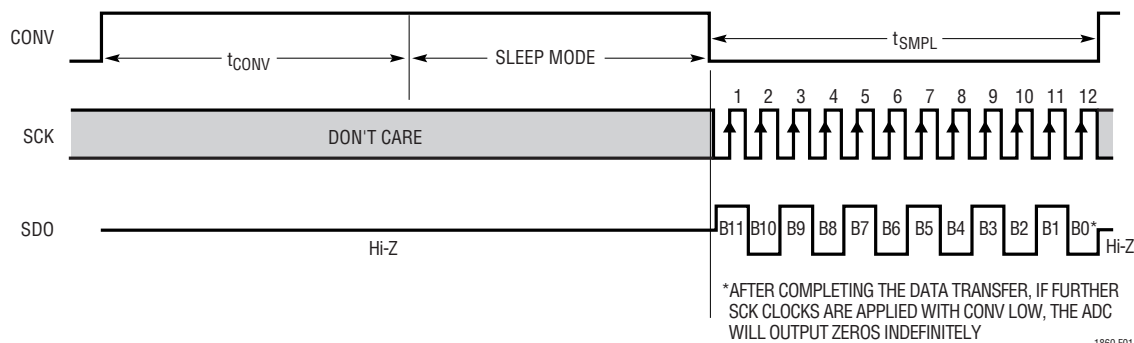 CONV
tCONV
SLEEP MODE
tSMPL
SCK
DON'T CARE
1 2 3 4 5 6 7 8 9 10 11 12
SDO
Hi-Z
B11 B10 B9 B8 B7 B6 B5 B4 B3 B2 B1 B0*
Hi-Z
*AFTER COMPLETING THE DATA TRANSFER, IF FURTHER
SCK CLOCKS ARE APPLIED WITH CONV LOW, THE ADC
WILL OUTPUT ZEROS INDEFINITELY
1860 F01